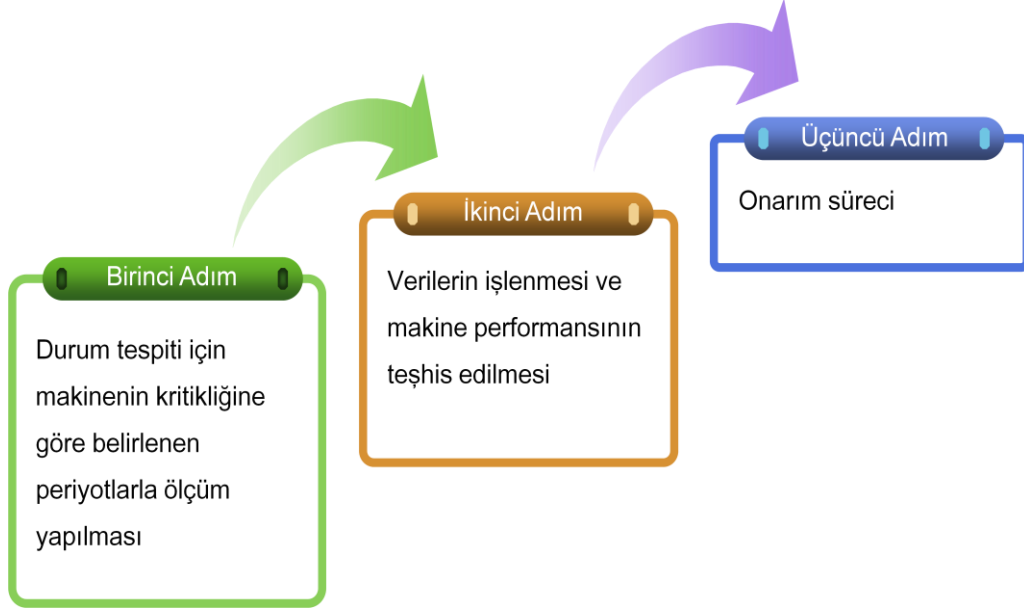 Birinci Adım
Durum tespiti için
makinenin kritikliğine
göre belirlenen
periyotlarla ölçüm
yapılması
İkinci Adım
Verilerin işlenmesi ve
makine performansının
teşhis edilmesi
Üçüncü Adım
Onarım süreci